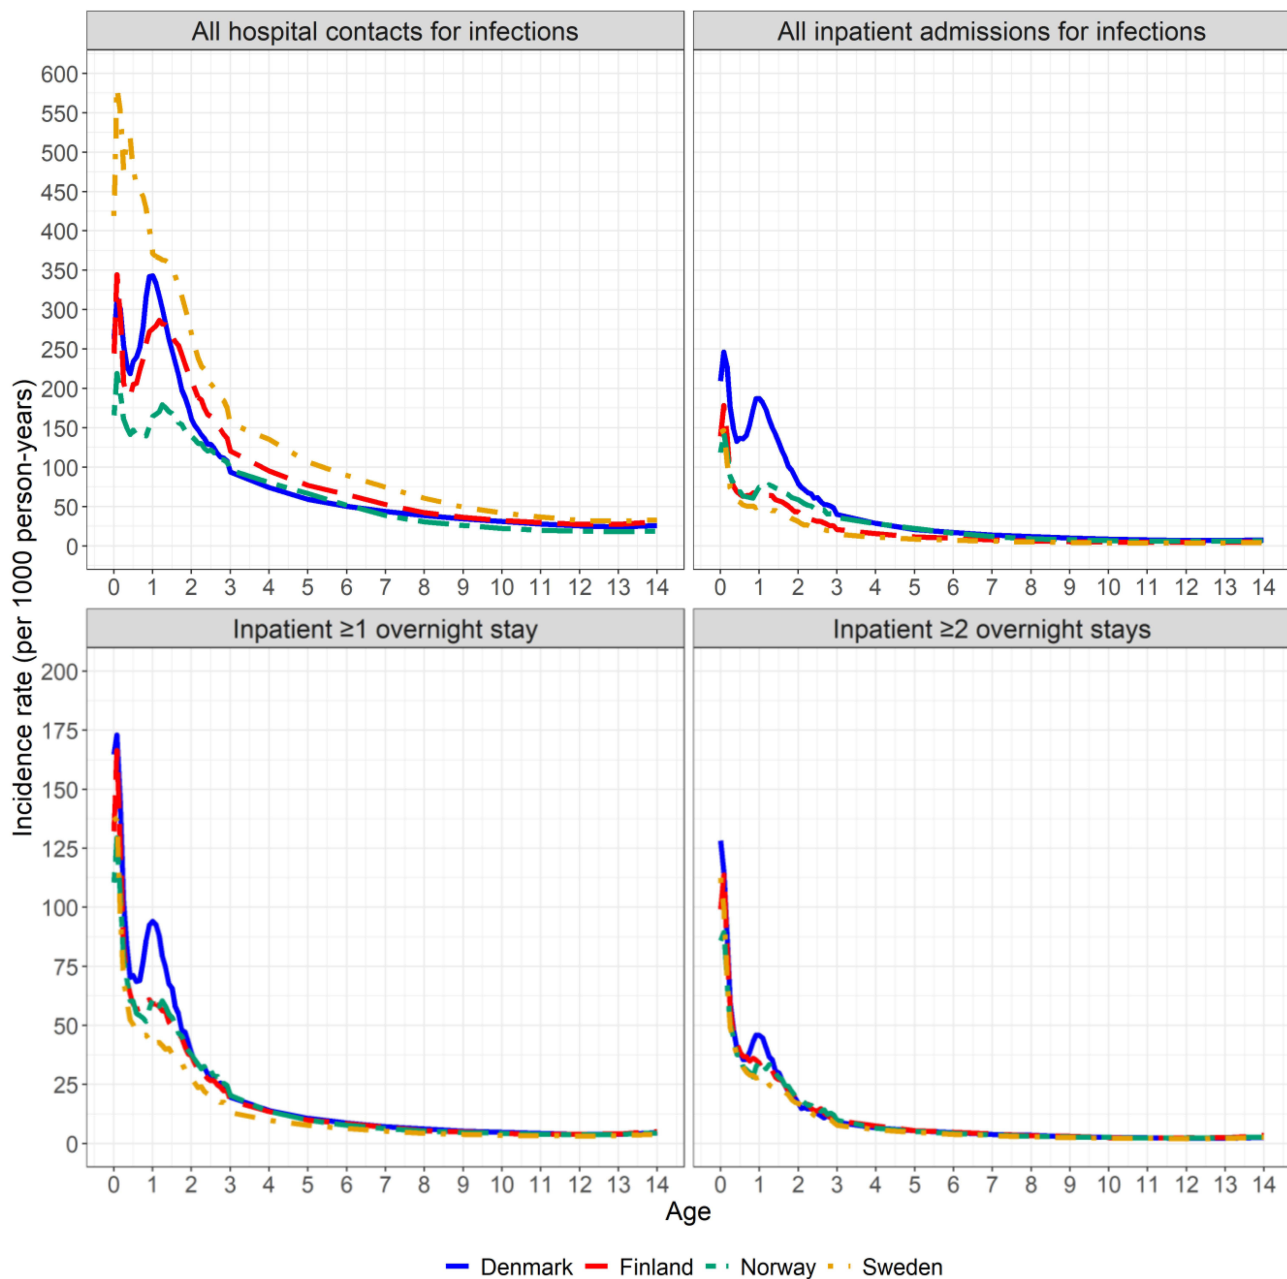 All hospital contacts for infections
All inpatient admissions for infections
600
550
500
450
400
350
300
250
200
150
100
50
0
0 1 2 3 4 5 6 7 8 9 10 11 12 13 14
0 1 2 3 4 5 6 7 8 9 10 11 12 13 14
Incidence rate (per 1000 person-years)
Inpatient ≥1 overnight stay
Inpatient ≥2 overnight stays
200
175
150
125
100
75
50
25
0
0 1 2 3 4 5 6 7 8 9 10 11 12 13 14
0 1 2 3 4 5 6 7 8 9 10 11 12 13 14
Age
Denmark Finland Norway Sweden